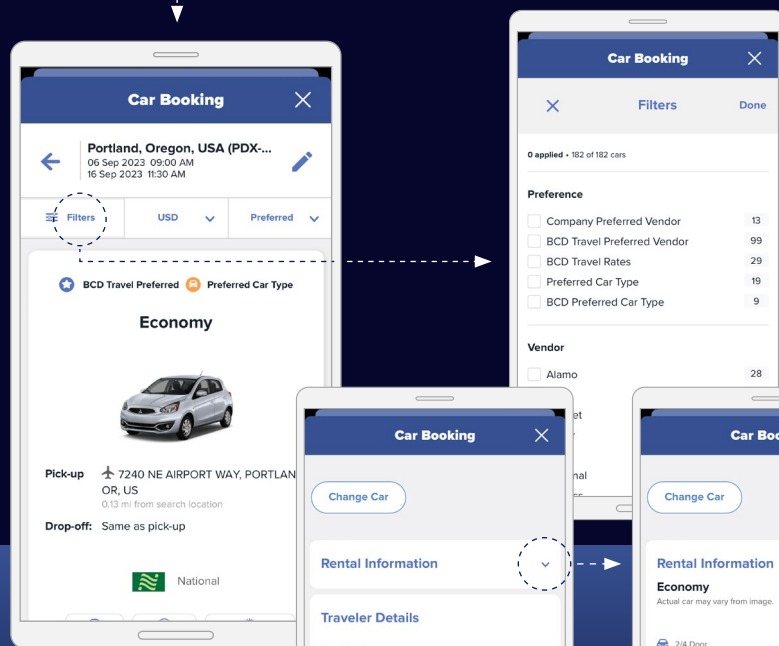 Car Booking
Portland, Oregon, USA (PDX-...
06 Sep 2023 09:00 AM
16 Sep 2023 11:30 AM
Filters
USD
Preferred
BCD Travel Preferred
Preferred Car Type
Economy
Pick-up
7240 NE AIRPORT WAY, PORTLAN
OR, US
0.13 mi from search location
Drop-off: Same as pick-up
National
Car Booking
Filters
Done
0 applied • 182 of 182 cars
Preference
Company Preferred Vendor 13
BCD Travel Preferred Vendor 99
BCD Travel Rates 29
Preferred Car Type 19
BCD Preferred Car Type 9
Vendor
Alamo 28
et
nal
Car Booking
Change Car
Rental Information
Traveler Details
Car Boo
Change Car
Rental Information
Economy
Actual car may vary from image.
2/4 Door